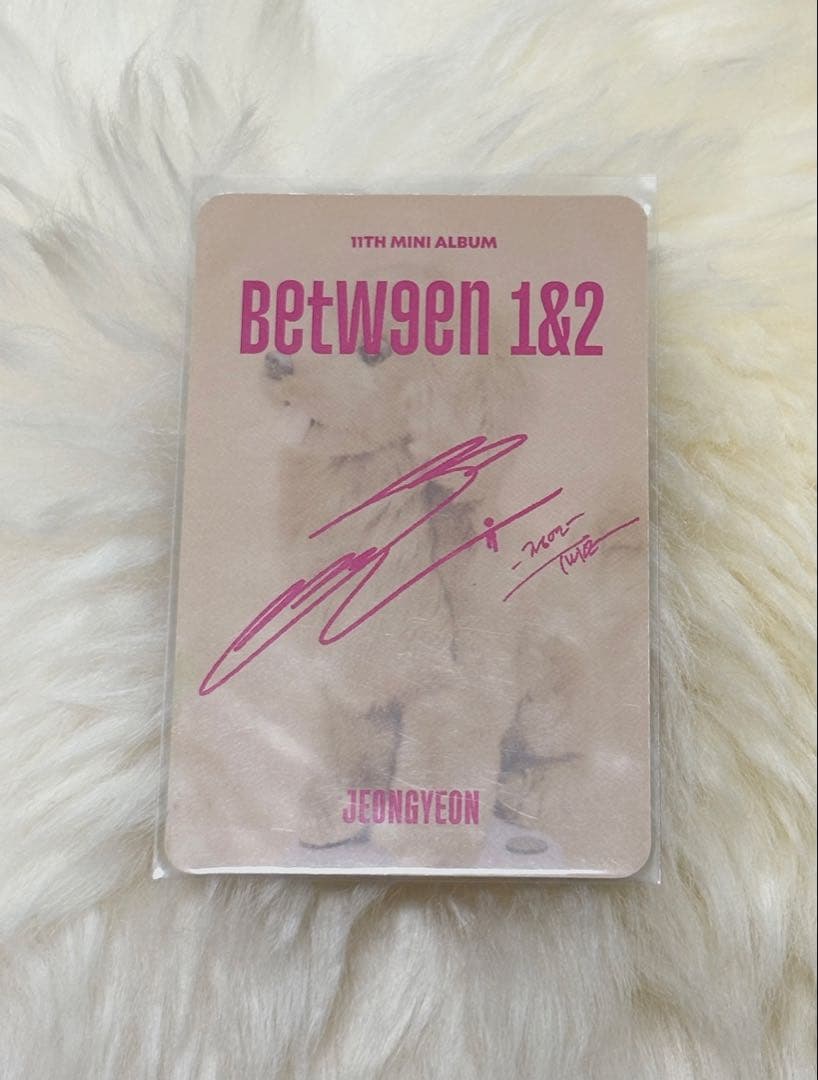 11TH MINI ALBUM
BetW9en 1&2
JEONGYEON